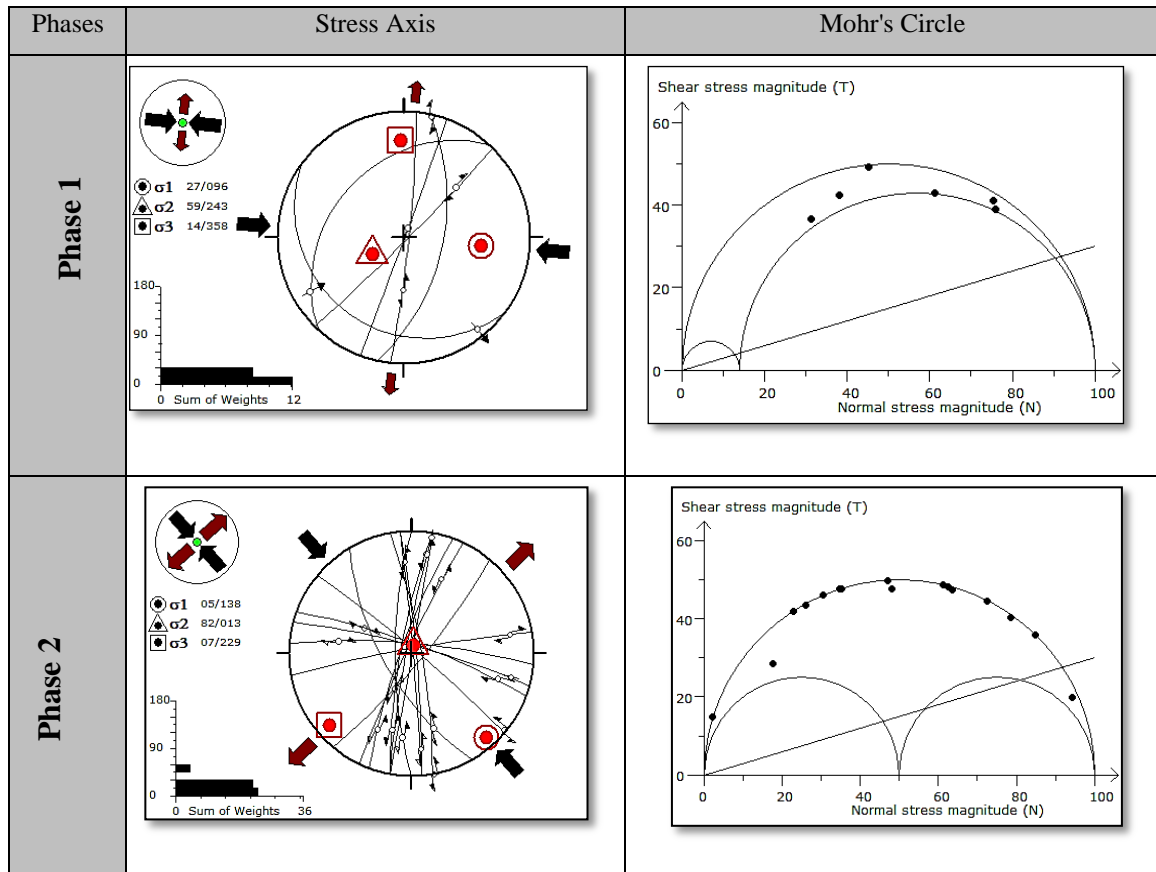 Phases Stress Axis Mohr's Circle
Phase 1
σ1 27/096
σ2 59/243
σ3 14/358
180
90
0
0 Sum of Weights 12
Shear stress magnitude (T)
60
40
20
0
0 20 40 60 80 100
Normal stress magnitude (N)
Phase 2
σ1 05/138
σ2 82/013
σ3 07/229
180
90
0
0 Sum of Weights 36
Shear stress magnitude (T)
60
40
20
0
0 20 40 60 80 100
Normal stress magnitude (N)